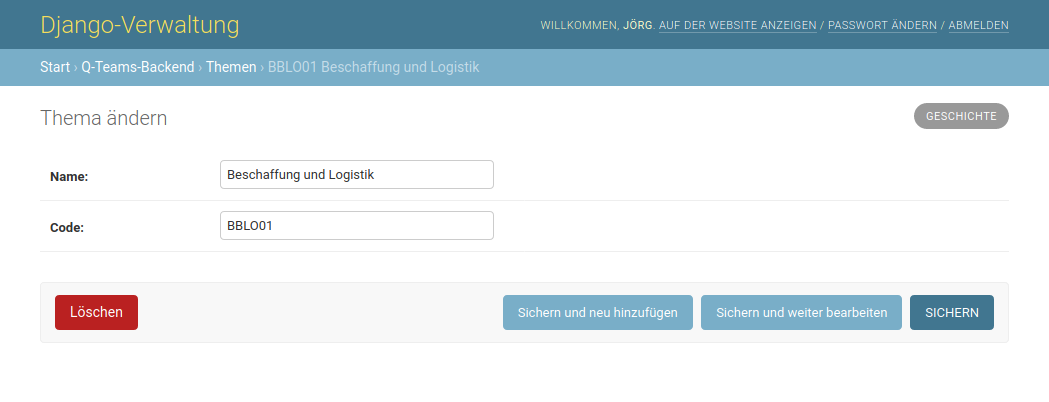 Django-Verwaltung
WILLKOMMEN, JÖRG. AUF DER WEBSITE ANZEIGEN / PASSWORT ÄNDERN / ABMELDEN
Start › Q-Teams-Backend › Themen › BBLO01 Beschaffung und Logistik
Thema ändern
GESCHICHTE
Name:
Beschaffung und Logistik
Code:
BBLO01
Löschen
Sichern und neu hinzufügen
Sichern und weiter bearbeiten
SICHERN